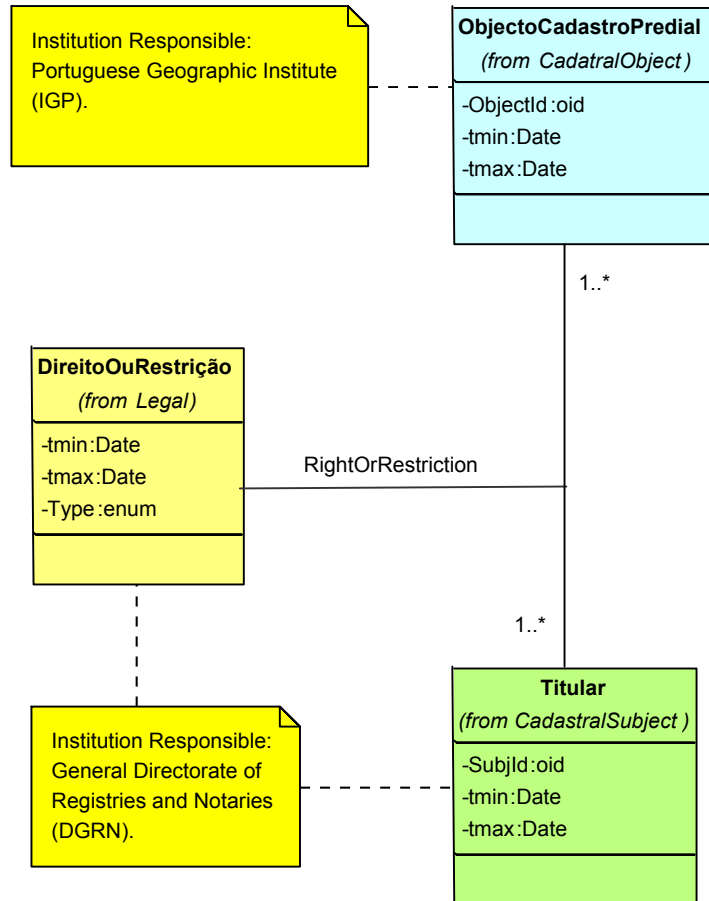 Institution Responsible:
Portuguese Geographic Institute
(IGP).
ObjectoCadastroPredial
(from CadatralObject)
-ObjectId:oid
-tmin:Date
-tmax:Date
1..*
DireitoOuRestrição
(from Legal)
-tmin:Date
-tmax:Date
-Type:enum
RightOrRestriction
1..*
Titular
(from CadastralSubject)
-SubjId:oid
-tmin:Date
-tmax:Date
Institution Responsible:
General Directorate of
Registries and Notaries
(DGRN).